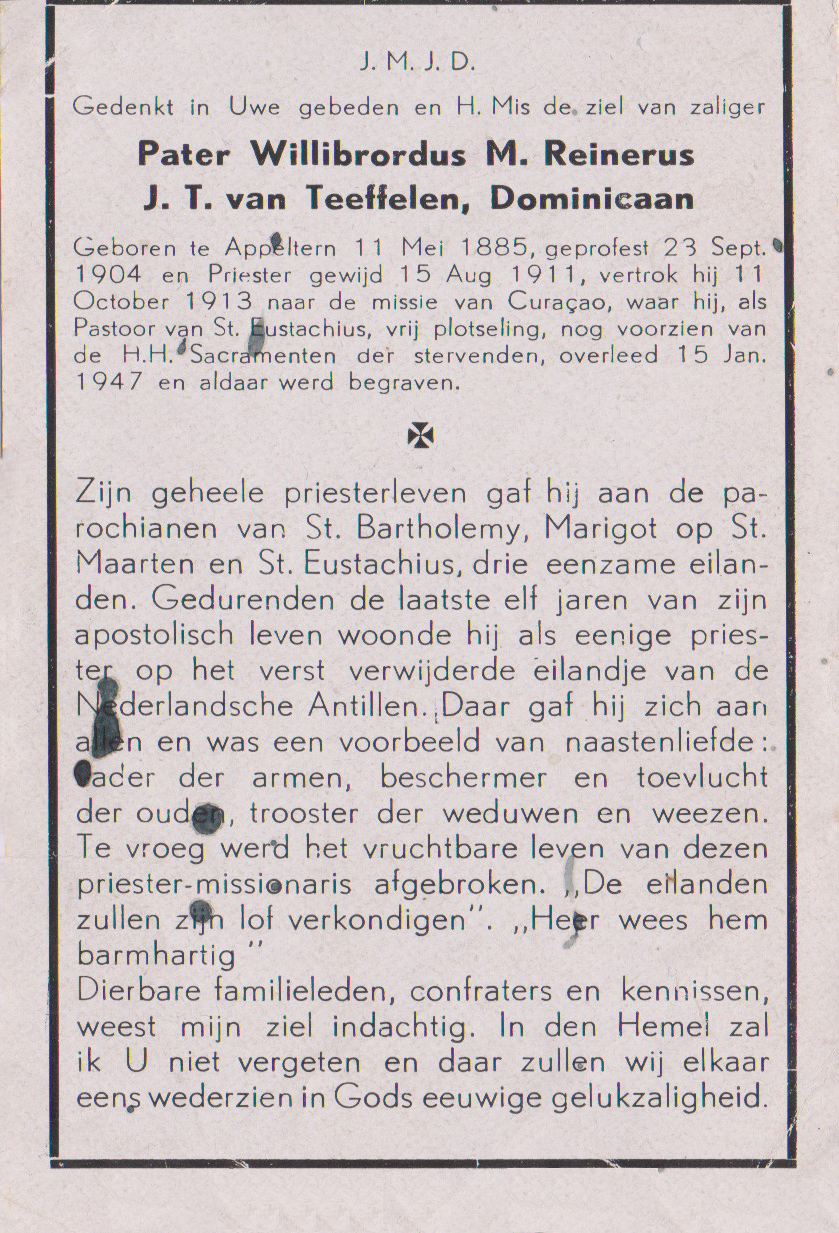 J. M. J. D.
Gedenkt in Uwe gebeden en H. Mis de ziel van zaliger
Pater Willibrordus M. Reinerus
J. T. van Teeffelen, Dominicaan
Geboren te Appeltern 11 Mei 1885, geprofest 23 Sept.
1904 en Priester gewijd 15 Aug 1911, vertrok hij 11
October 1913 naar de missie van Curaçao, waar hij, als
Pastoor van St. Eustachius, vrij plotseling, nog voorzien van
de H.H. Sacramenten der stervenden, overleed 15 Jan.
1947 en aldaar werd begraven.
Zijn geheele priesterleven gaf hij aan de pa-
rochianen van St. Bartholemy, Marigot op St.
Maarten en St. Eustachius, drie eenzame eilan-
den. Gedurenden de laatste elf jaren van zijn
apostolisch leven woonde hij als eenige pries-
ter op het verst verwijderde eilandje van de
Nederlandsche Antillen. Daar gaf hij zich aan
allen en was een voorbeeld van naastenliefde:
Vader der armen, beschermer en toevlucht
der ouden, trooster der weduwen en weezen.
Te vroeg werd het vruchtbare leven van dezen
priester-missionaris afgebroken. ,,De eilanden
zullen zijn lof verkondigen”. ,,Heer wees hem
barmhartig ”
Dierbare familieleden, confraters en kennissen,
weest mijn ziel indachtig. In den Hemel zal
ik U niet vergeten en daar zullen wij elkaar
eens wederzien in Gods eeuwige gelukzaligheid.